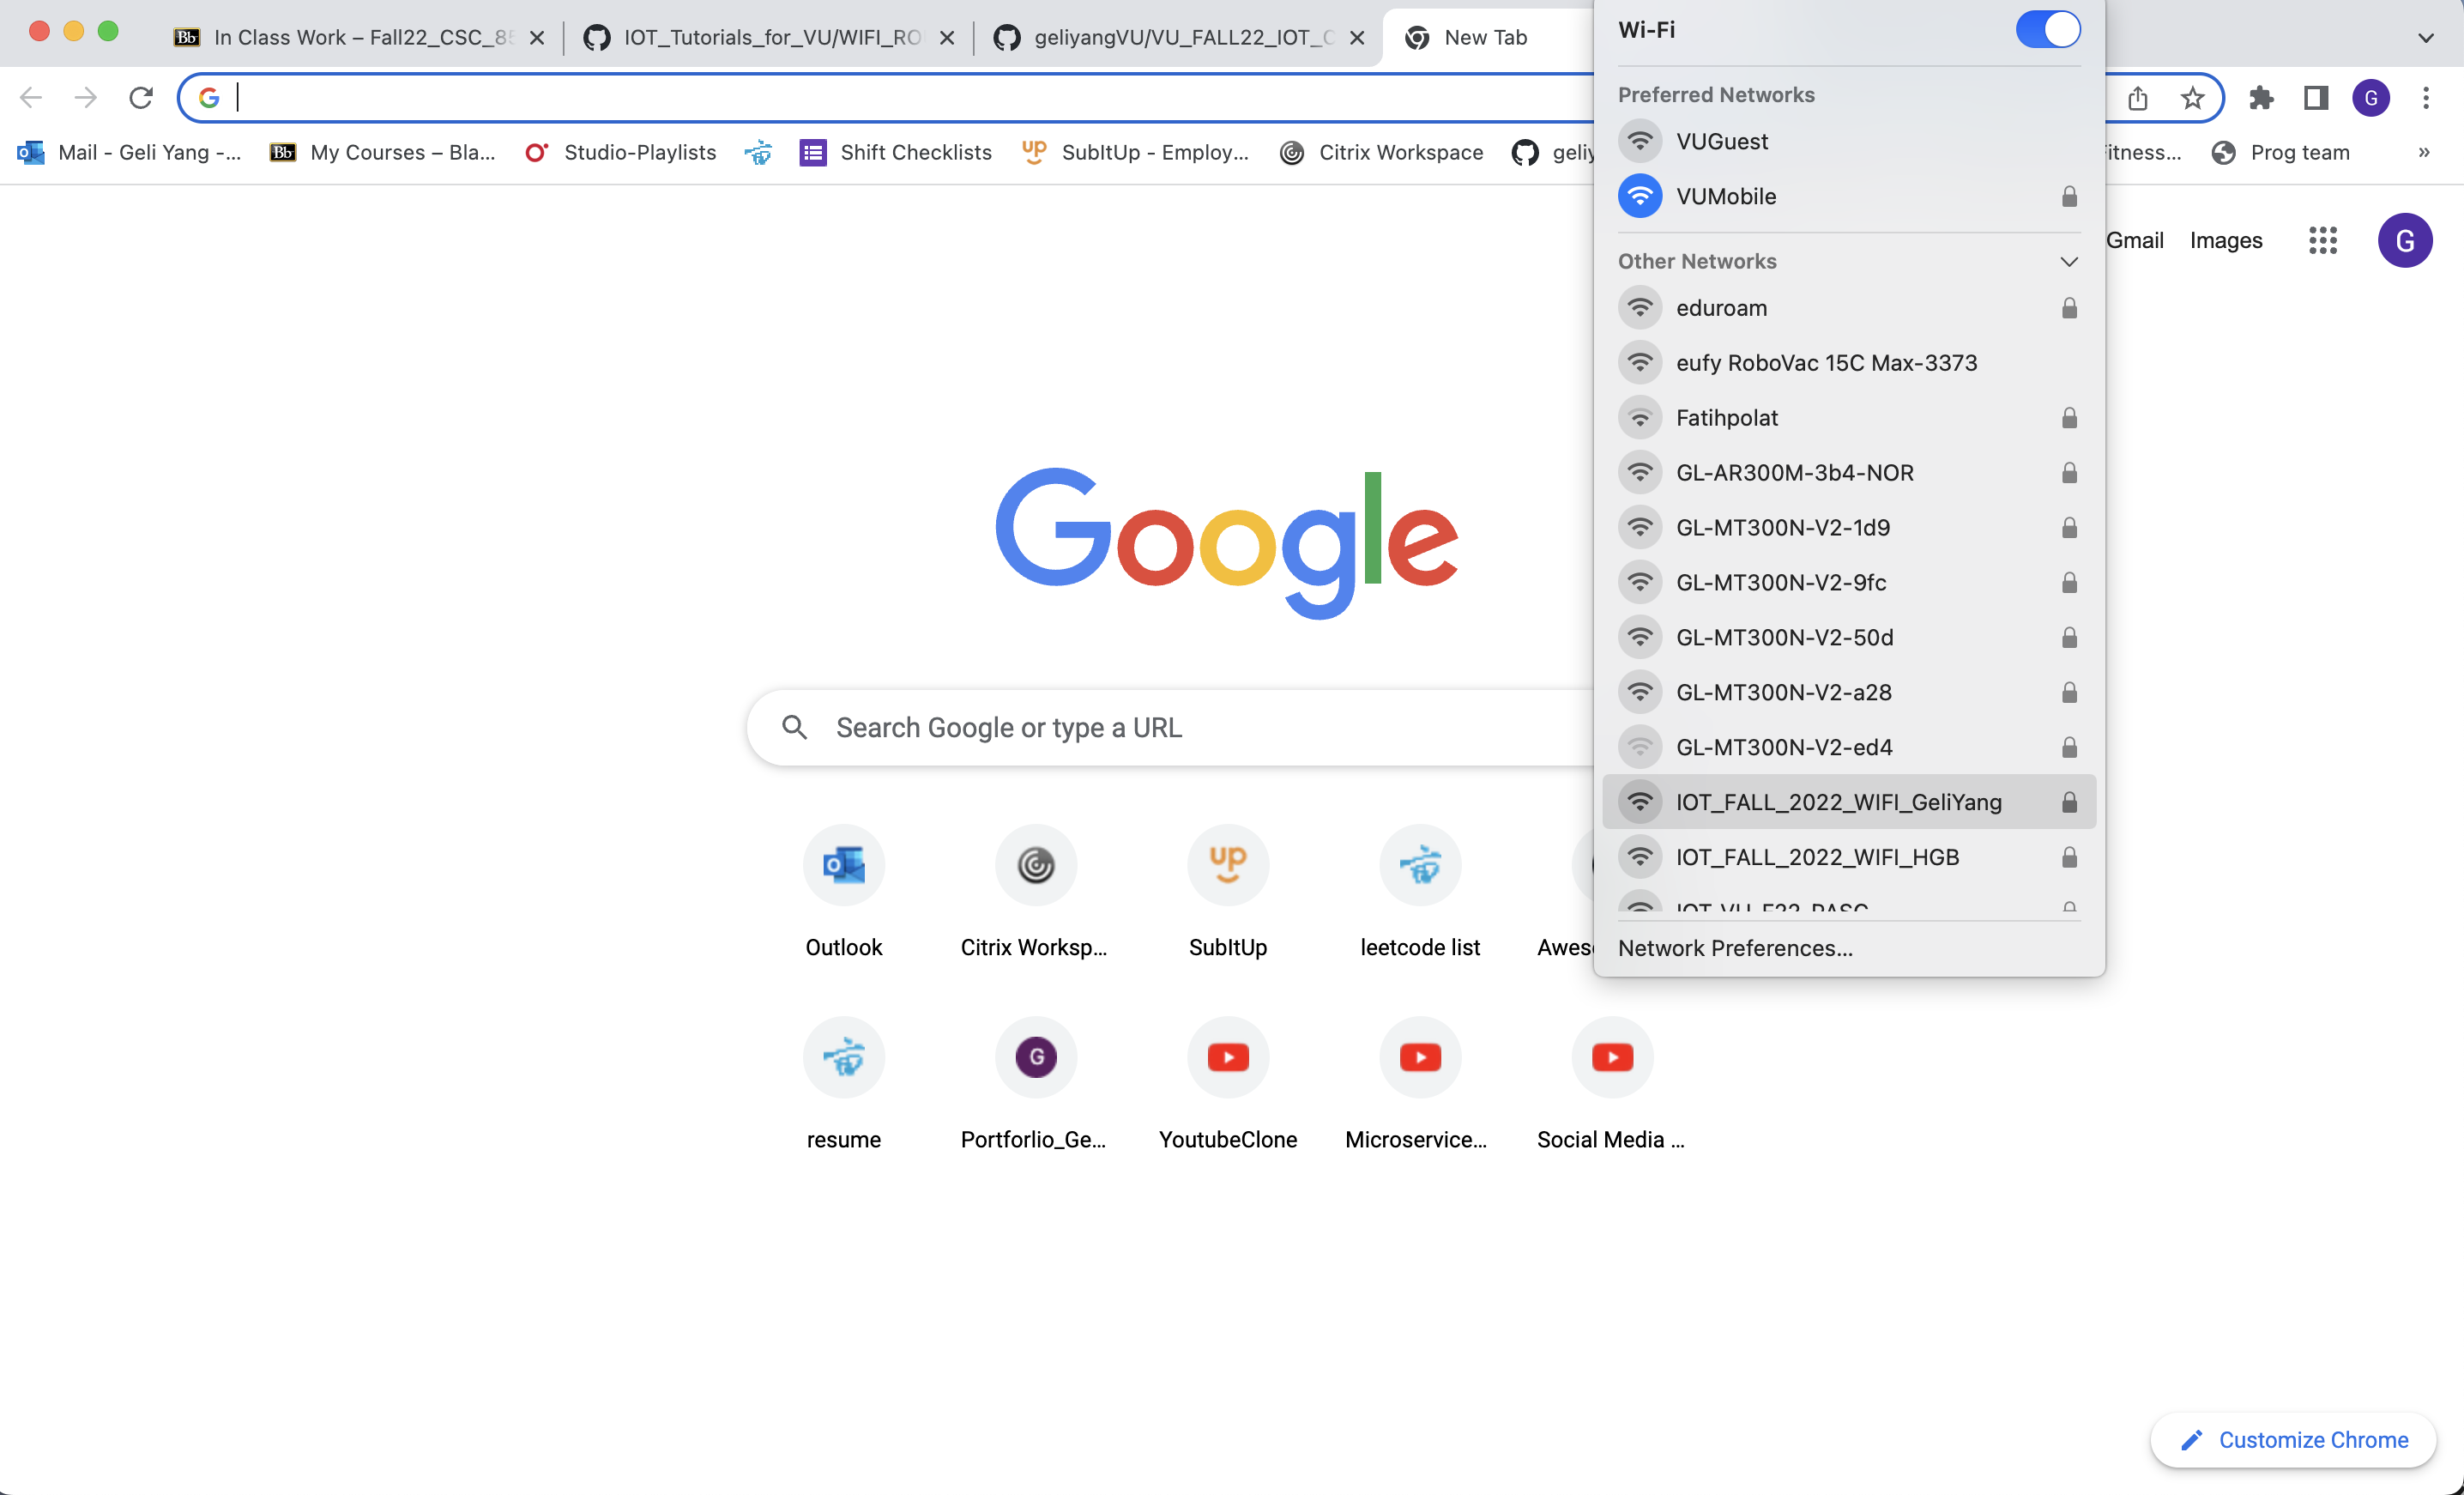 In Class Work – Fall22_CSC_85
IOT_Tutorials_for_VU/WIFI_RO
geliyangVU/VU_FALL22_IOT_C
New Tab
Mail - Geli Yang -...
My Courses – Bla...
Studio-Playlists
Shift Checklists
SubItUp - Employ...
Citrix Workspace
geliy
Fitness...
Prog team
»
Gmail
Images
G
G
Wi-Fi
Preferred Networks
VUGuest
VUMobile
Other Networks
eduroam
eufy RoboVac 15C Max-3373
Fatihpolat
GL-AR300M-3b4-NOR
GL-MT300N-V2-1d9
GL-MT300N-V2-9fc
GL-MT300N-V2-50d
GL-MT300N-V2-a28
GL-MT300N-V2-ed4
IOT_FALL_2022_WIFI_GeliYang
IOT_FALL_2022_WIFI_HGB
Network Preferences...
Google
Search Google or type a URL
Outlook
Citrix Worksp...
SubItUp
leetcode list
Awes
resume
Portforlio_Ge...
YoutubeClone
Microservice...
Social Media ...
Customize Chrome